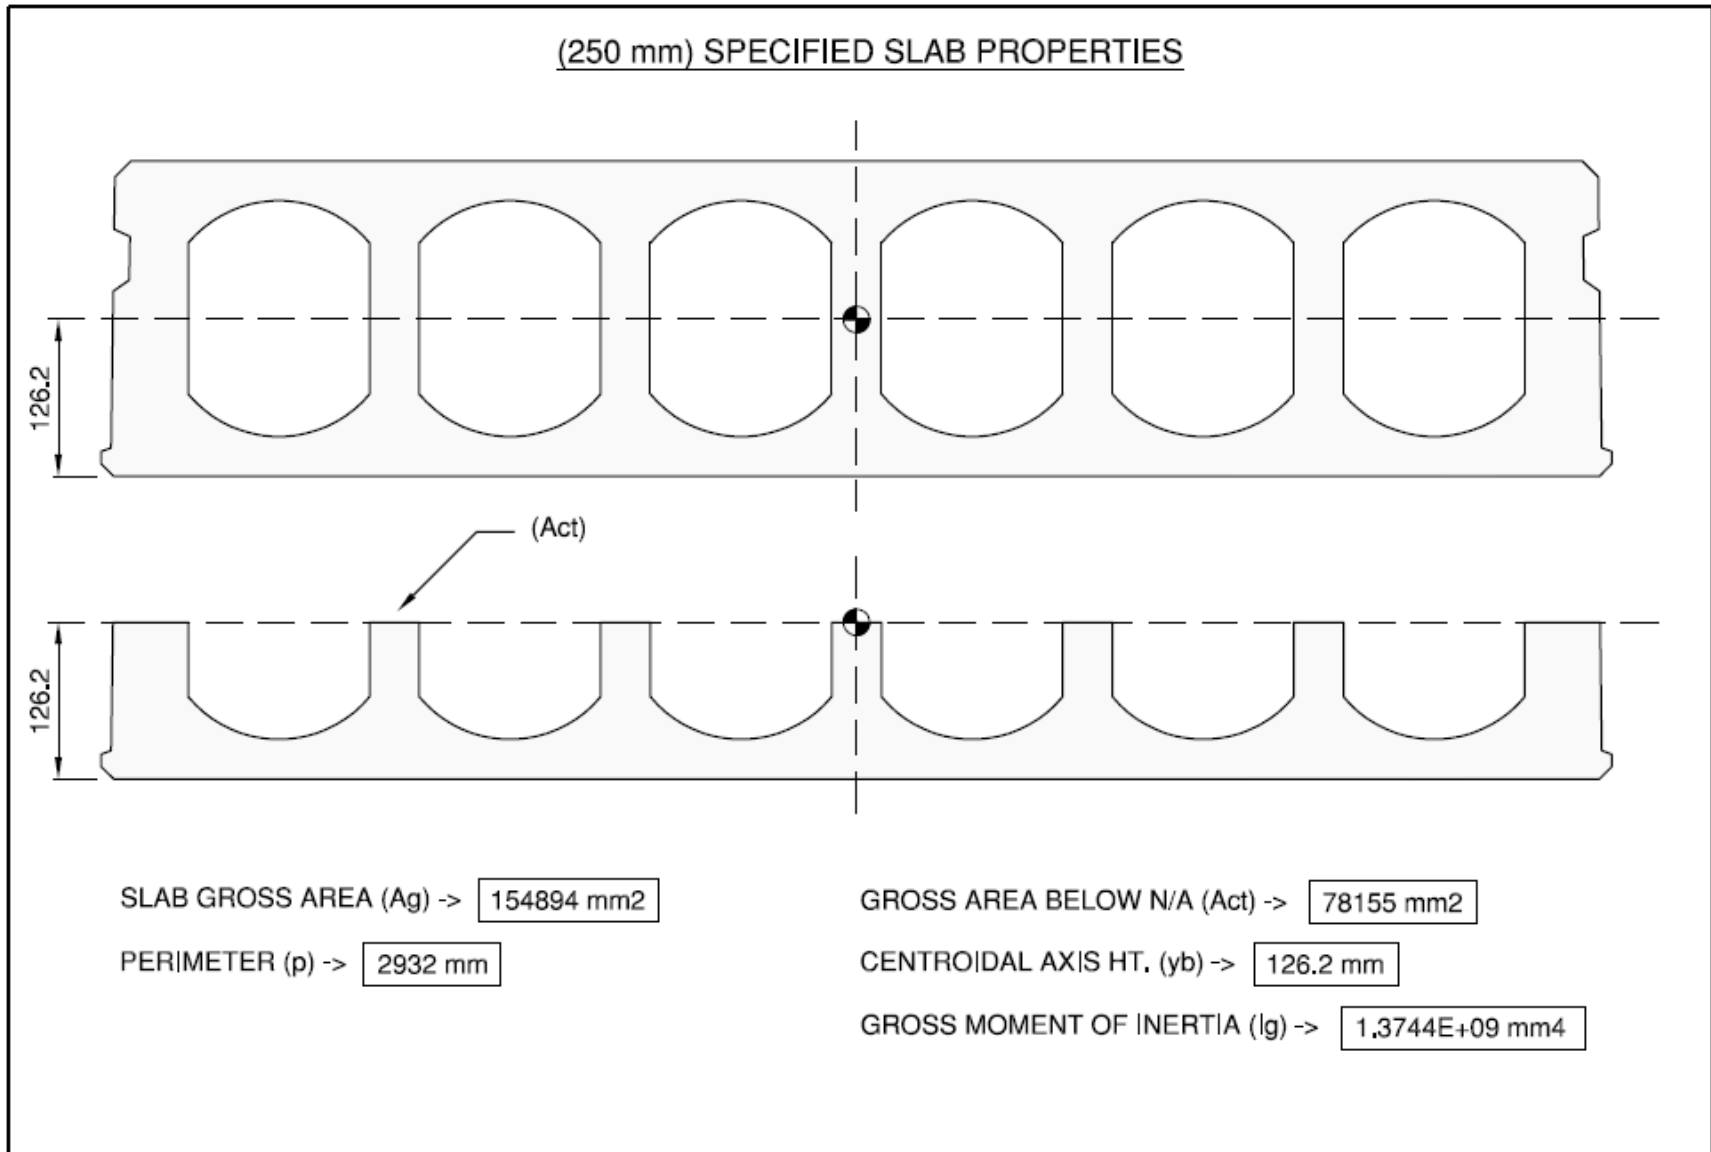 (250 mm) SPECIFIED SLAB PROPERTIES
126.2
(Act)
126.2
SLAB GROSS AREA (Ag) -> 154894 mm2
GROSS AREA BELOW N/A (Act) -> 78155 mm2
PERIMETER (p) -> 2932 mm
CENTROIDAL AXIS HT. (yb) -> 126.2 mm
GROSS MOMENT OF INERTIA (Ig) -> 1.3744E+09 mm4